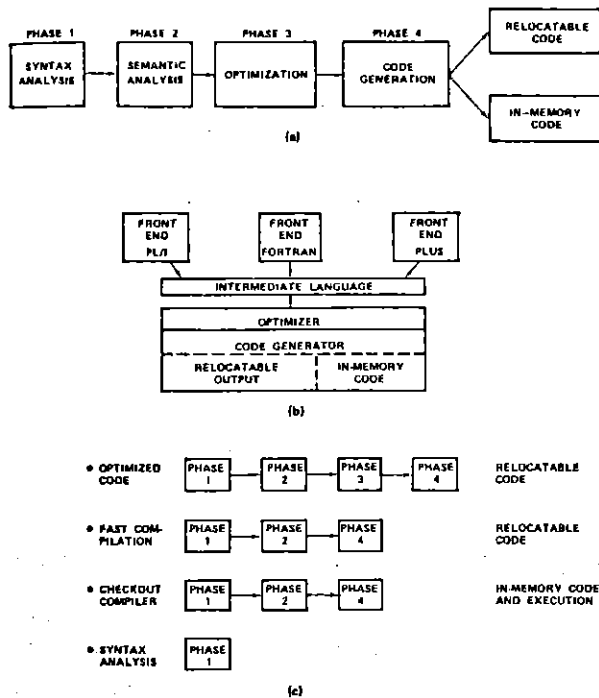 PHASE 1 PHASE 2 PHASE 3 PHASE 4
SYNTAX ANALYSIS
SEMANTIC ANALYSIS
OPTIMIZATION
CODE GENERATION
RELOCATABLE CODE
IN-MEMORY CODE
(a)
FRONT END PL/I
FRONT END FORTRAN
FRONT END PLUS
INTERMEDIATE LANGUAGE
OPTIMIZER
CODE GENERATOR
RELOCATABLE OUTPUT
IN-MEMORY CODE
(b)
• OPTIMIZED CODE
PHASE 1
PHASE 2
PHASE 3
PHASE 4
RELOCATABLE CODE
• FAST COM-
PILATION
PHASE 1
PHASE 2
PHASE 4
RELOCATABLE CODE
• CHECKOUT COMPILER
PHASE 1
PHASE 2
PHASE 4
IN-MEMORY CODE AND EXECUTION
• SYNTAX ANALYSIS
PHASE 1
(c)